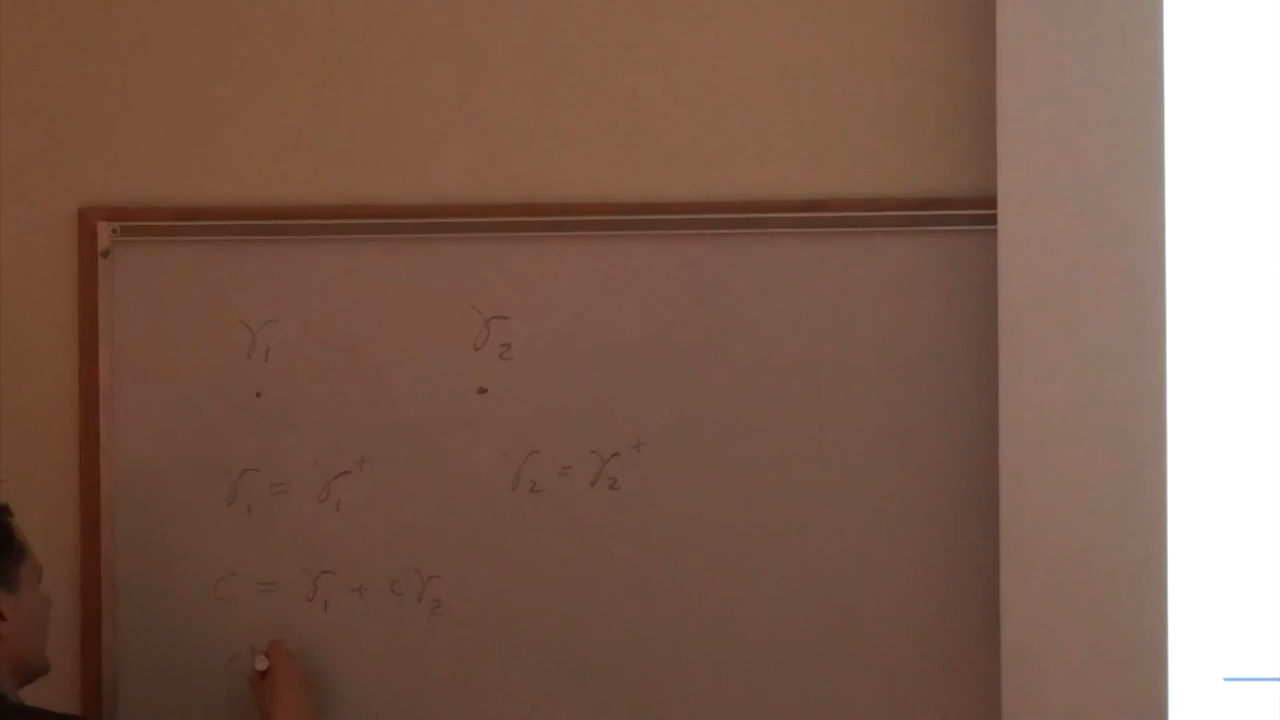 γ₁ γ₂
γ₁ = γ₁⁺ γ₂ = γ₂⁺
c = γ₁ + iγ₂
c